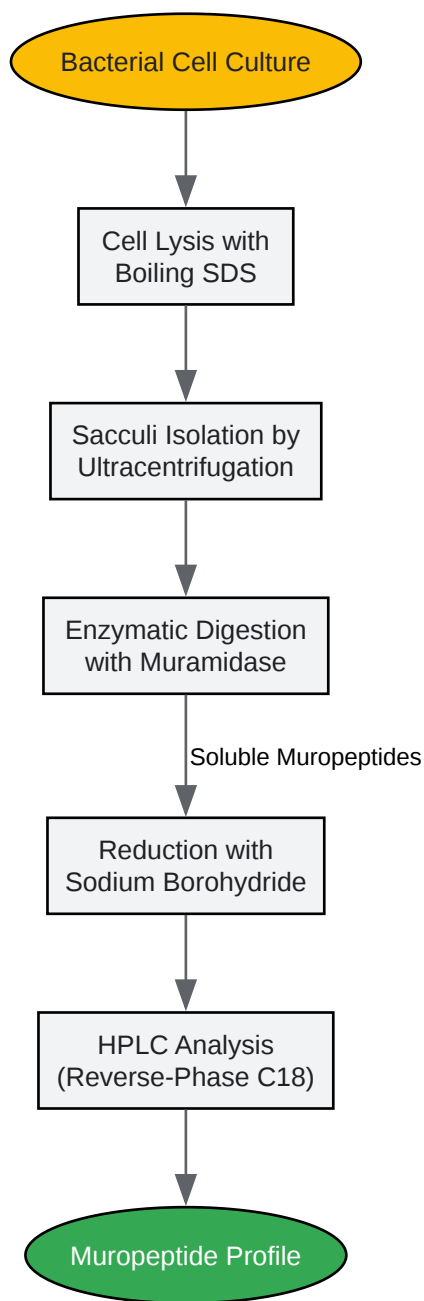 Bacterial Cell Culture
Cell Lysis with
Boiling SDS
Sacculi Isolation by
Ultracentrifugation
Enzymatic Digestion
with Muramidase
Soluble Muropeptides
Reduction with
Sodium Borohydride
HPLC Analysis
(Reverse-Phase C18)
Muropeptide Profile